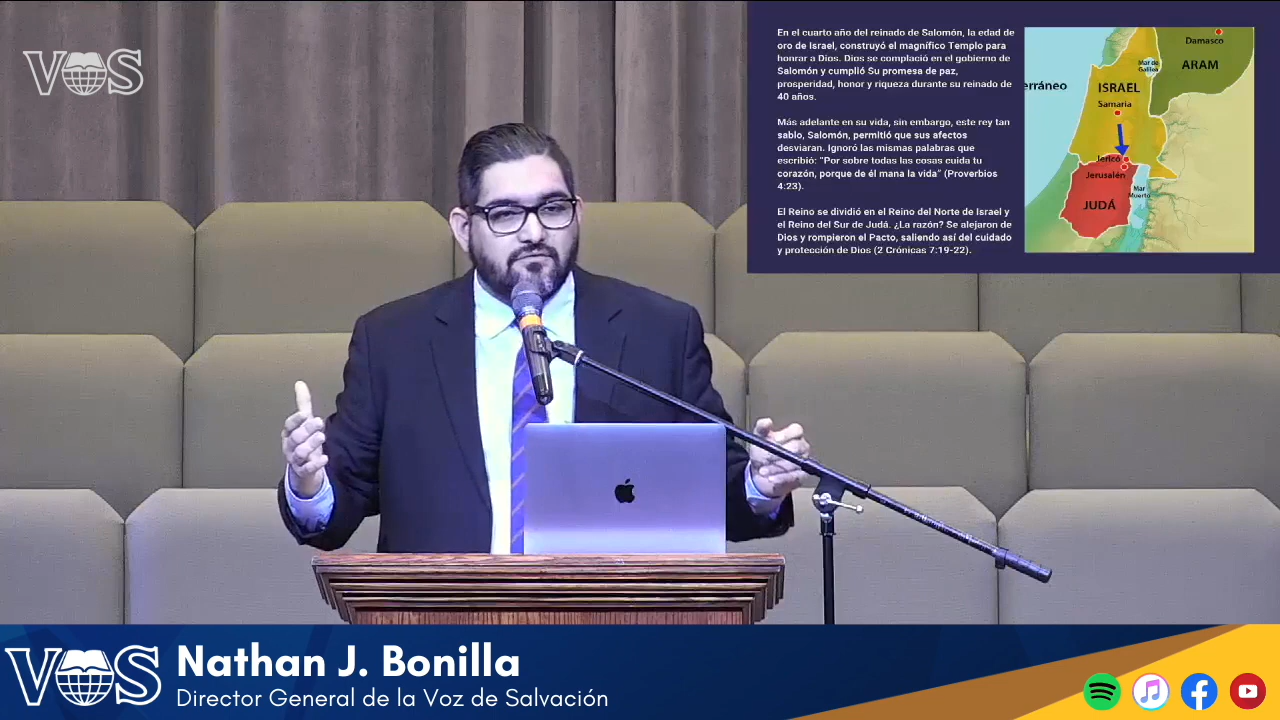 VOS
En el cuarto año del reinado de Salomón, la edad de
oro de Israel, construyó el magnífico Templo para
honrar a Dios. Dios se complació en el gobierno de
Salomón y cumplió Su promesa de paz,
prosperidad, honor y riqueza durante su reinado de
40 años.
Más adelante en su vida, sin embargo, este rey tan
sabio, Salomón, permitió que sus afectos
desviaran. Ignoró las mismas palabras que
escribió: “Por sobre todas las cosas cuida tu
corazón, porque de él mana la vida” (Proverbios
4:23).
El Reino se dividió en el Reino del Norte de Israel y
el Reino del Sur de Judá. ¿La razón? Se alejaron de
Dios y rompieron el Pacto, saliendo así del cuidado
y protección de Dios (2 Crónicas 7:19-22).
Damasco
Mar de
Galilea
ARAM
erráneo
ISRAEL
Samaria
Jericó
Jerusalén
Mar
Muerto
JUDÁ
VOS
Nathan J. Bonilla
Director General de la Voz de Salvación